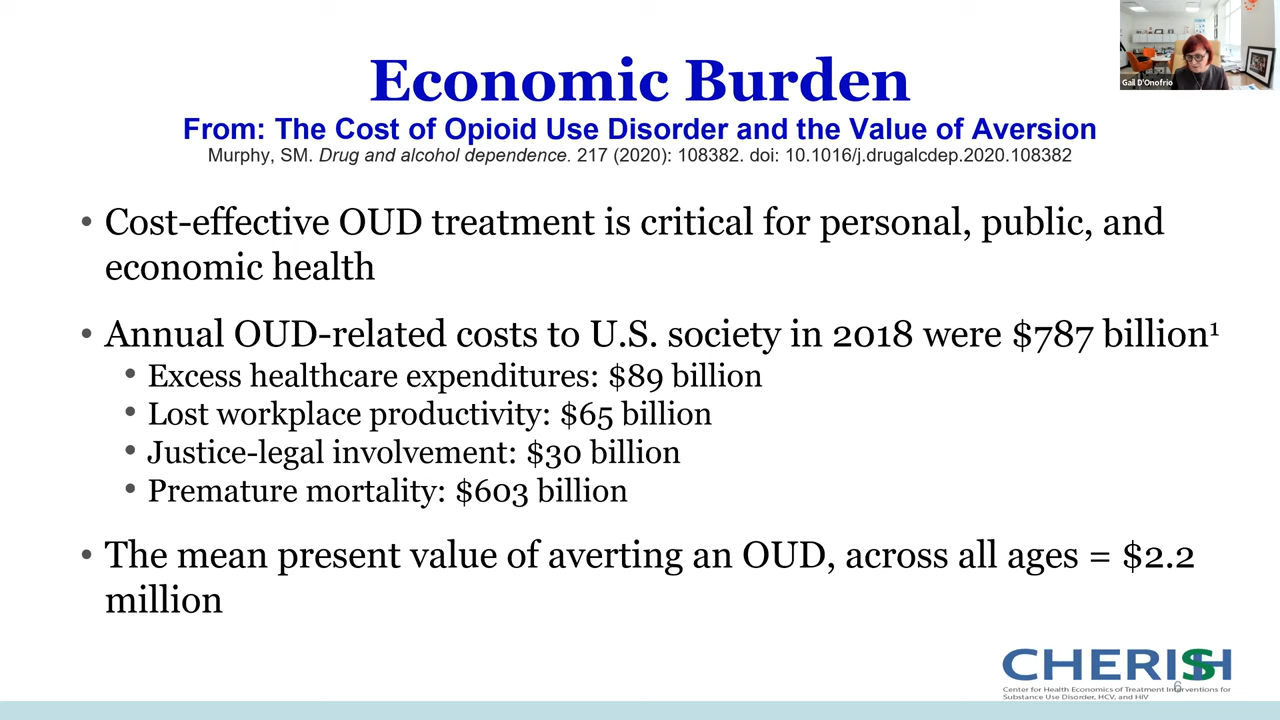 Gail D'Onofrio
Economic Burden
From: The Cost of Opioid Use Disorder and the Value of Aversion
Murphy, SM. Drug and alcohol dependence. 217 (2020): 108382. doi: 10.1016/j.drugalcdep.2020.108382
• Cost-effective OUD treatment is critical for personal, public, and
economic health
• Annual OUD-related costs to U.S. society in 2018 were $787 billion¹
• Excess healthcare expenditures: $89 billion
• Lost workplace productivity: $65 billion
• Justice-legal involvement: $30 billion
• Premature mortality: $603 billion
• The mean present value of averting an OUD, across all ages = $2.2
million
CHERISH
Center for Health Economics of Treatment Interventions for
Substance Use Disorder, HCV, and HIV
6